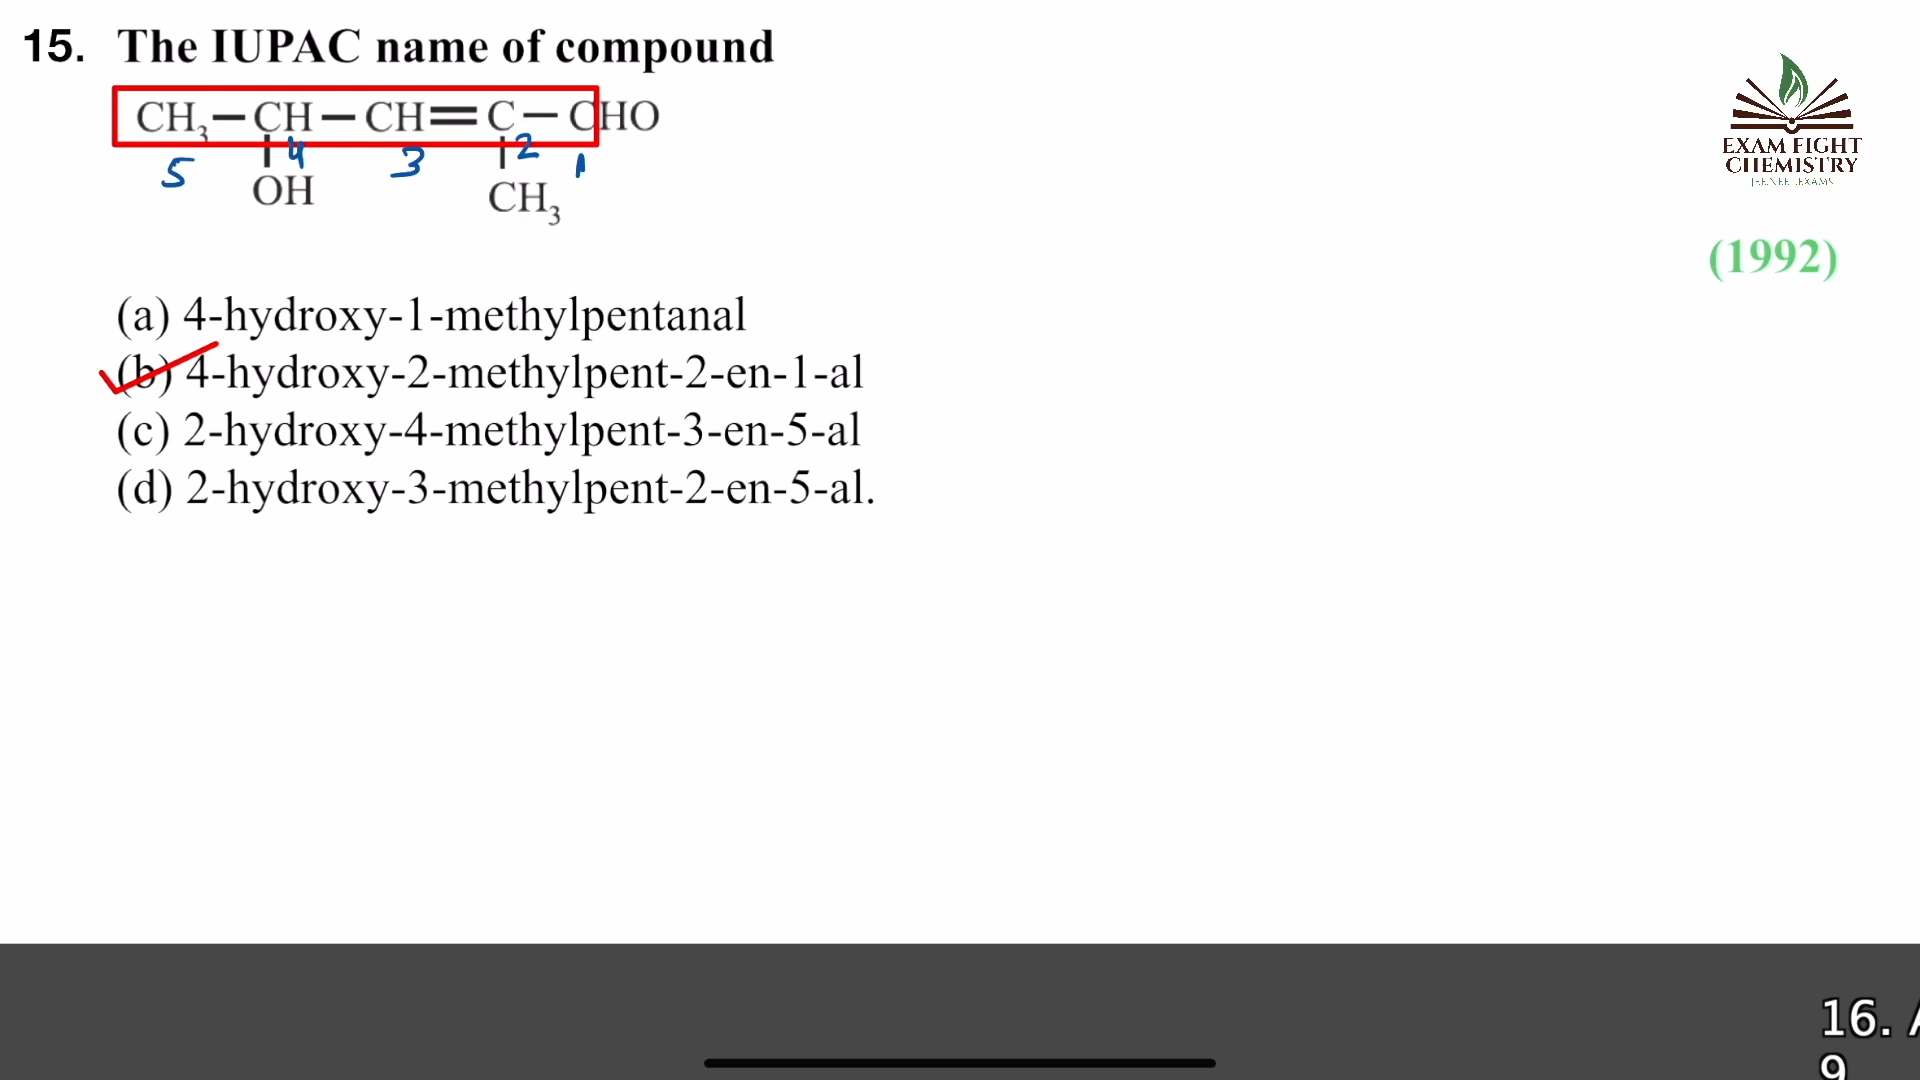 15. The IUPAC name of compound
CH₃—CH—CH=C—CHO
5 4 3 2 1
OH CH₃
EXAM FIGHT
CHEMISTRY
(1992)
(a) 4-hydroxy-1-methylpentanal
(b) 4-hydroxy-2-methylpent-2-en-1-al
(c) 2-hydroxy-4-methylpent-3-en-5-al
(d) 2-hydroxy-3-methylpent-2-en-5-al.
16.
9